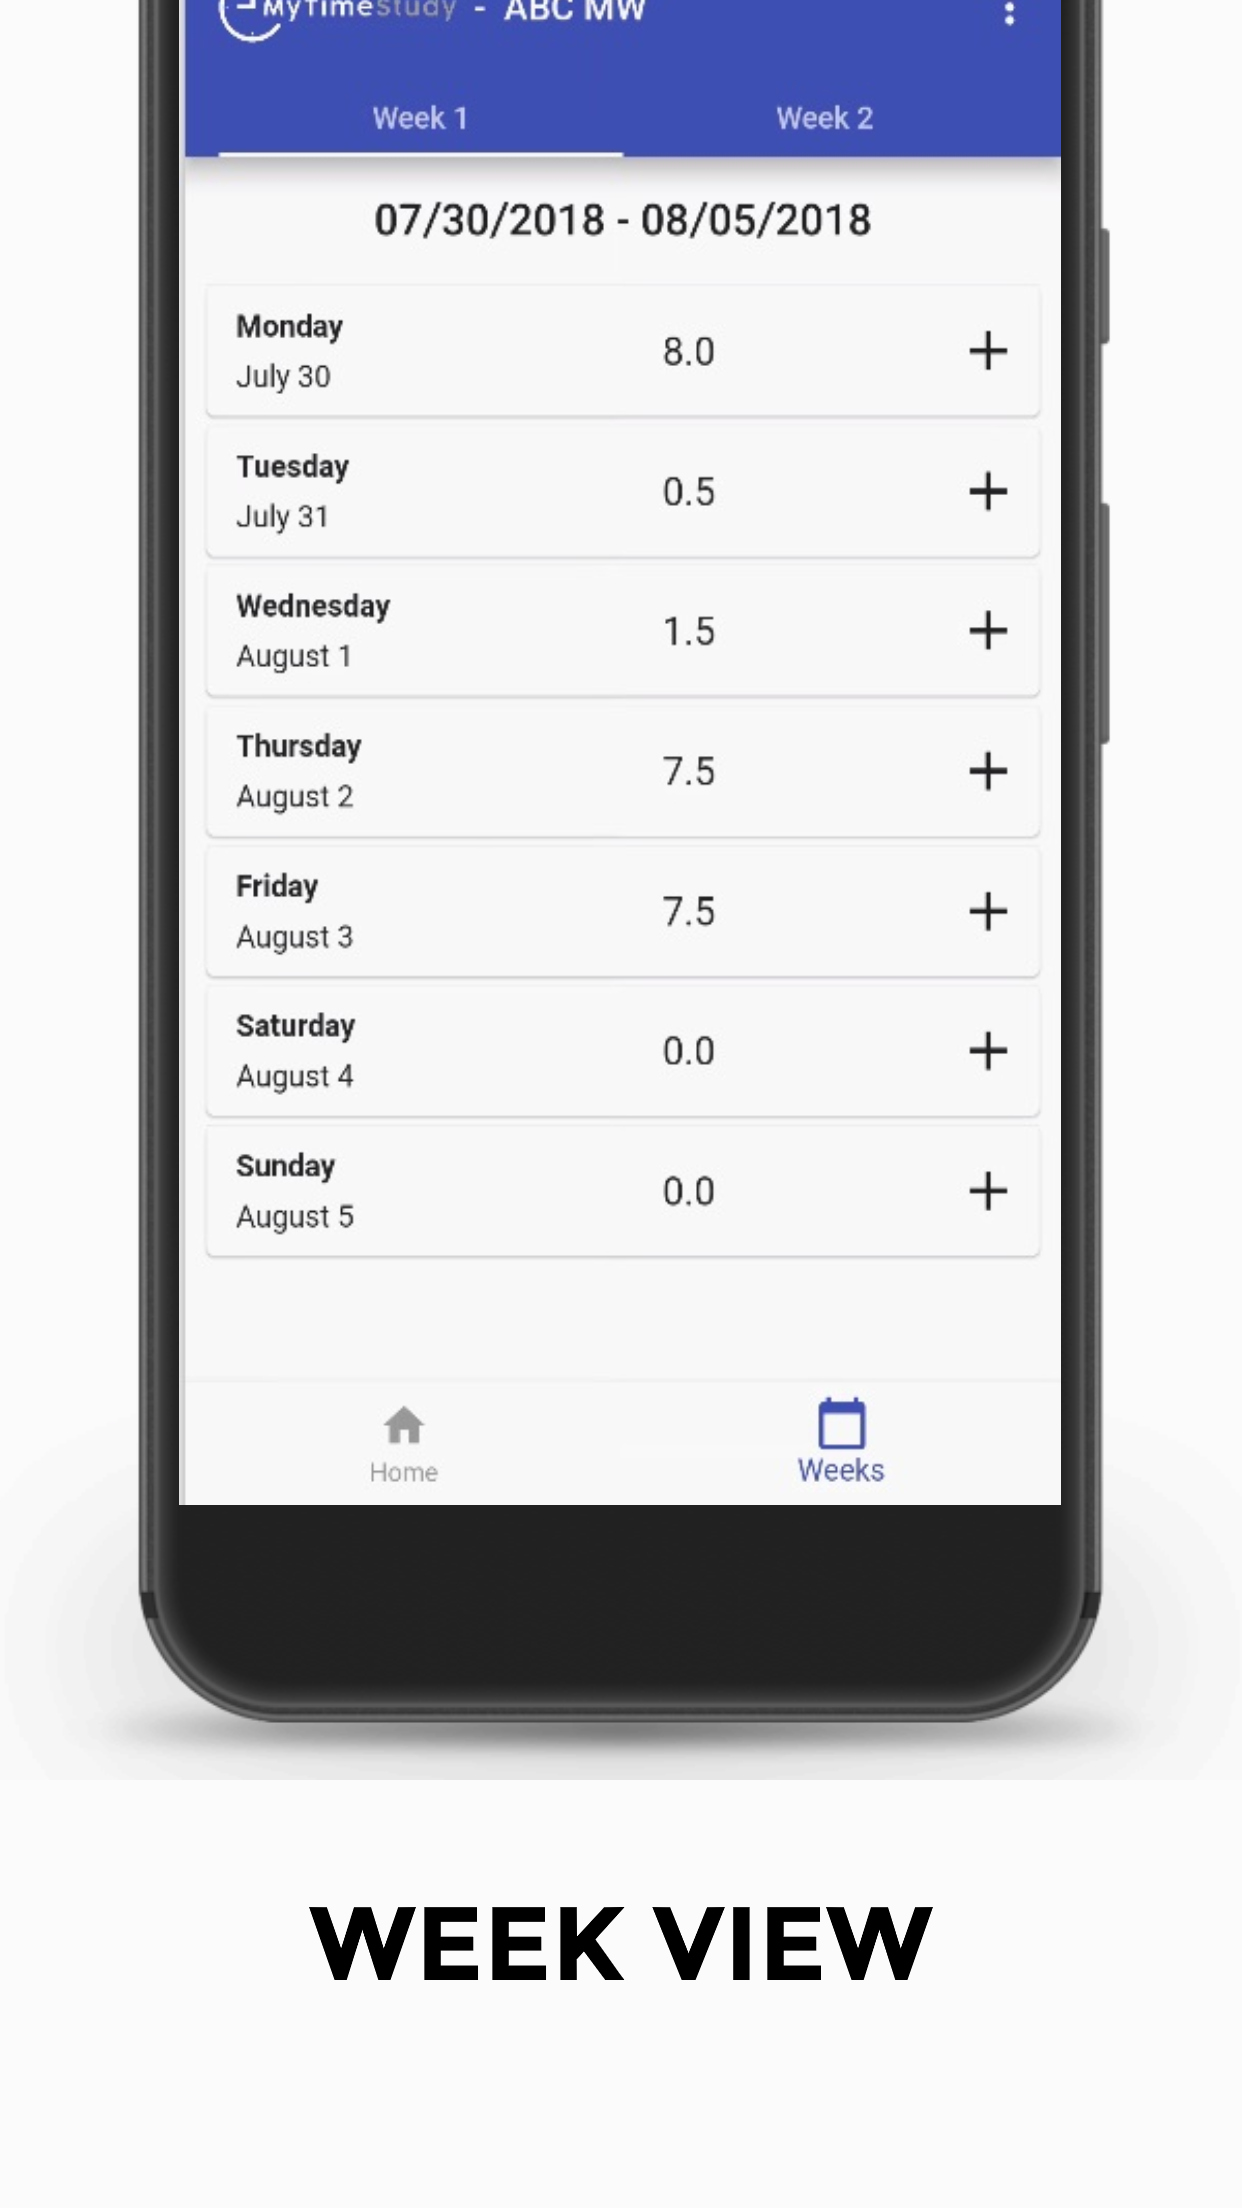 MyTimeStudy - ABC MW
Week 1
Week 2
07/30/2018 - 08/05/2018
Monday
July 30
8.0
Tuesday
July 31
0.5
Wednesday
August 1
1.5
Thursday
August 2
7.5
Friday
August 3
7.5
Saturday
August 4
0.0
Sunday
August 5
0.0
Home
Weeks
WEEK VIEW